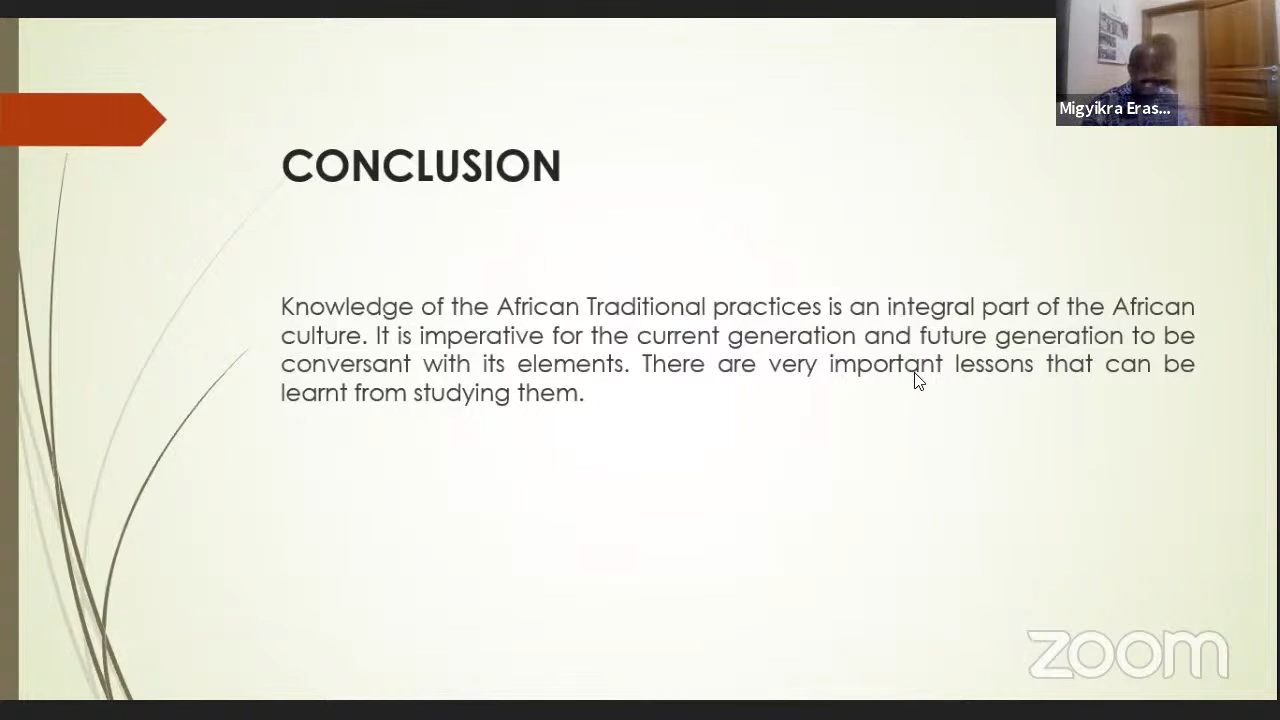 Migyikra Eras...
CONCLUSION
Knowledge of the African Traditional practices is an integral part of the African
culture. It is imperative for the current generation and future generation to be
conversant with its elements. There are very important lessons that can be
learnt from studying them.
zoom